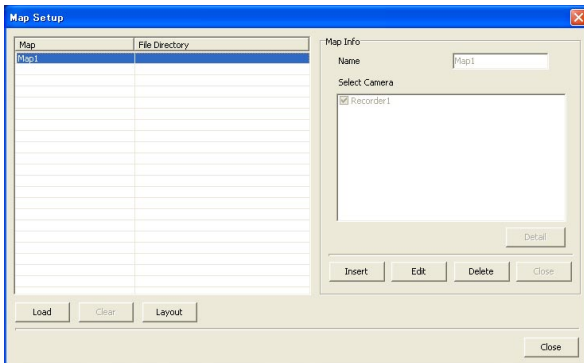 Map Setup
Map File Directory
Map1
Map Info
Name Map1
Select Camera
Recorder1
Detail
Insert Edit Delete Close
Load Clear Layout
Close